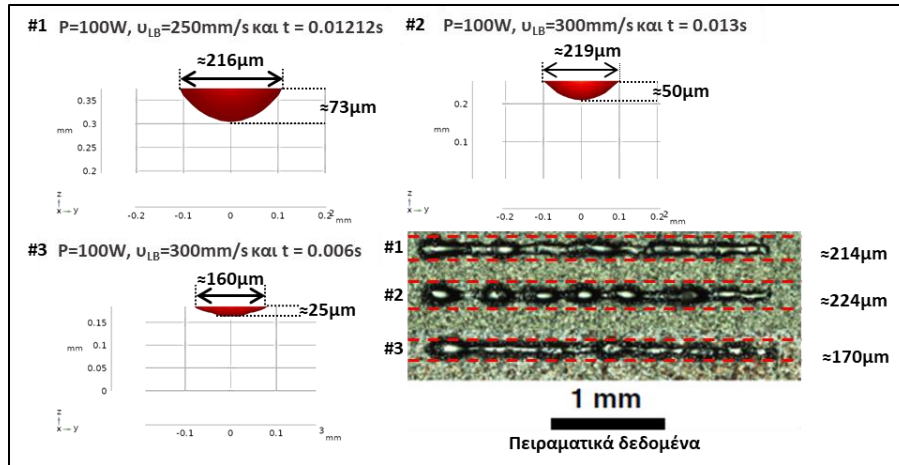 #1 P=100W, υLB=250mm/s και t = 0.01212s
≈216μm
≈73μm
0.35
0.3
0.25
0.2
mm
z
x y
-0.2 -0.1 0 0.1 0.2 2
mm
#2 P=100W, υLB=300mm/s και t = 0.013s
≈219μm
≈50μm
0.2
0.1
mm
z
x y
-0.2 -0.1 0 0.1 0.2 2
mm
#3 P=100W, υLB=300mm/s και t = 0.006s
≈160μm
≈25μm
0.15
0.1
0.05
0
mm
z
x y
-0.1 0 0.1 3
mm
#1 ≈214μm
#2 ≈224μm
#3 ≈170μm
1 mm
Πειραματικά δεδομένα